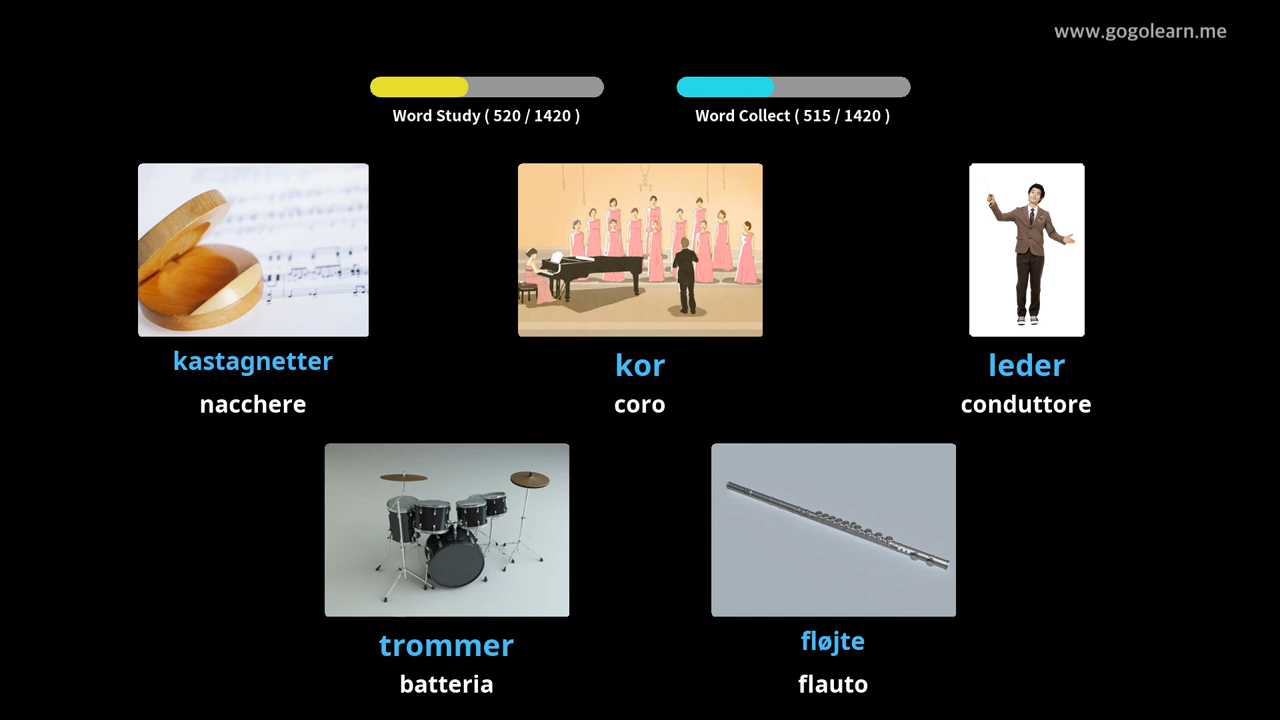 www.gogolearn.me
Word Study ( 520 / 1420 )
Word Collect ( 515 / 1420 )
kastagnetter
nacchere
kor
coro
leder
conduttore
trommer
batteria
fløjte
flauto